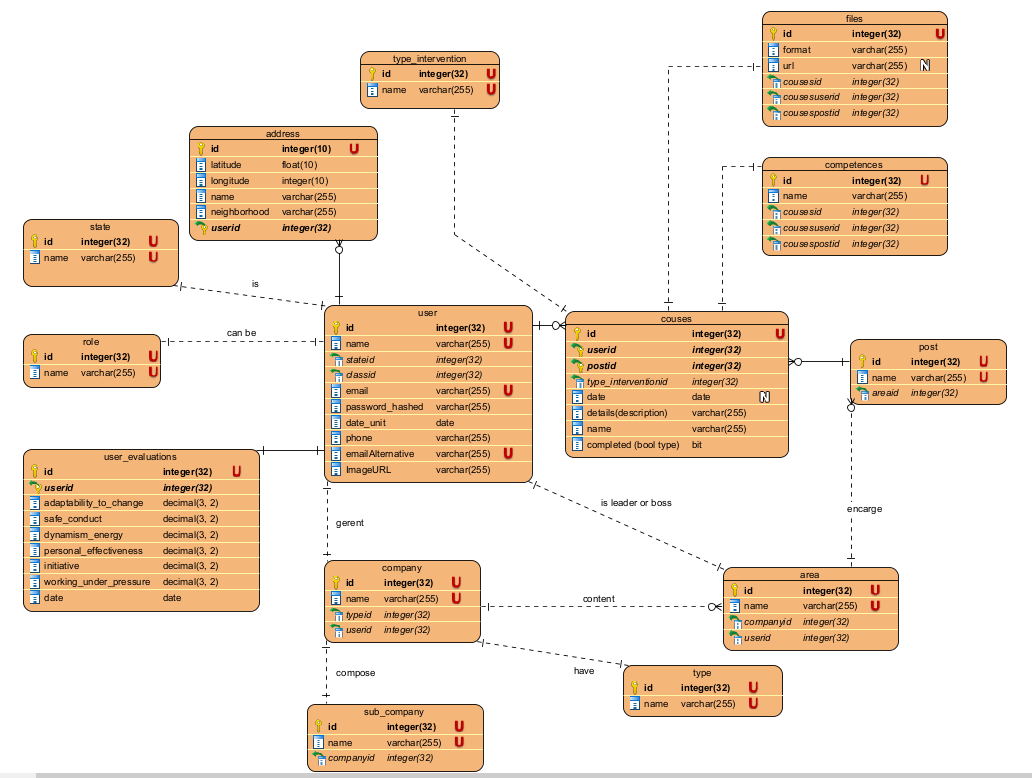 files
id integer(32) U
format varchar(255)
url varchar(255) N
cousesid integer(32)
cousesuserid integer(32)
cousespostid integer(32)
type_intervention
id integer(32) U
name varchar(255) U
address
id integer(10) U
latitude float(10)
longitude integer(10)
name varchar(255)
neighborhood varchar(255)
userid integer(32)
competences
id integer(32) U
name varchar(255)
cousesid integer(32)
cousesuserid integer(32)
cousespostid integer(32)
state
id integer(32) U
name varchar(255) U
is
user
id integer(32) U
name varchar(255) U
stateid integer(32)
classid integer(32)
email varchar(255) U
password_hashed varchar(255)
date_unit date
phone varchar(255)
emailAlternative varchar(255) U
ImageURL varchar(255)
couses
id integer(32) U
userid integer(32)
postid integer(32)
type_interventionid integer(32)
date date N
details(description) varchar(255)
name varchar(255)
completed (bool type) bit
role
id integer(32) U
name varchar(255) U
can be
post
id integer(32) U
name varchar(255) U
areaid integer(32)
user_evaluations
id integer(32) U
userid integer(32)
adaptability_to_change decimal(3, 2)
safe_conduct decimal(3, 2)
dynamism_energy decimal(3, 2)
personal_effectiveness decimal(3, 2)
initiative decimal(3, 2)
working_under_pressure decimal(3, 2)
date date
is leader or boss
encarge
gerent
company
id integer(32) U
name varchar(255) U
typeid integer(32)
userid integer(32)
content
area
id integer(32) U
name varchar(255) U
companyid integer(32)
userid integer(32)
compose
have
type
id integer(32) U
name varchar(255) U
sub_company
id integer(32) U
name varchar(255) U
companyid integer(32)